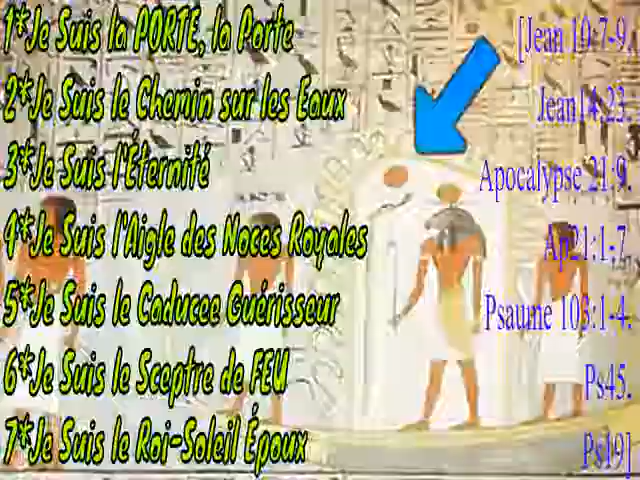 1*Je Suis la PORTE, la Porte [Jean 10:7-9.
2*Je Suis le Chemin sur les Eaux Jean14:23.
3*Je Suis l'Éternité Apocalypse 21:9.
4*Je Suis l'Aigle des Noces Royales Ap21:1-7.
5*Je Suis le Caducee Guérisseur Psaume 103:1-4.
6*Je Suis le Sceptre de FEU Ps45.
7*Je Suis le Roi-Soleil Époux Ps19]